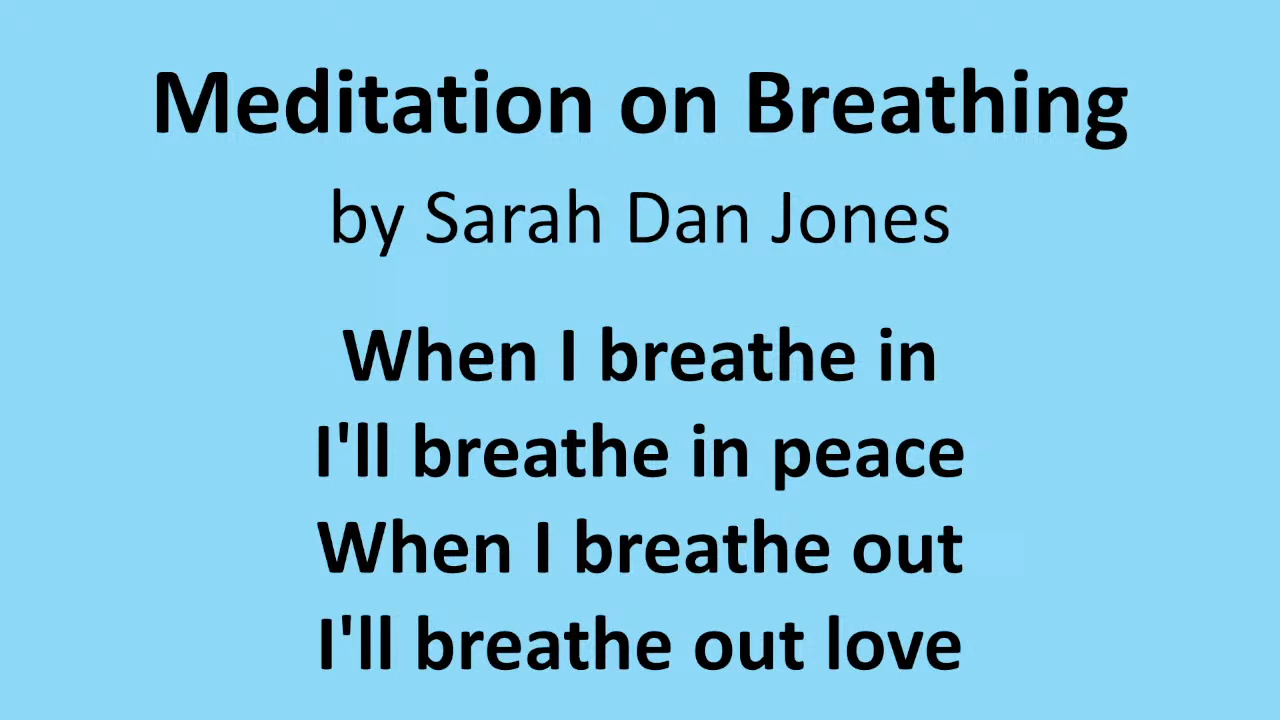 Meditation on Breathing
by Sarah Dan Jones
When I breathe in
I'll breathe in peace
When I breathe out
I'll breathe out love